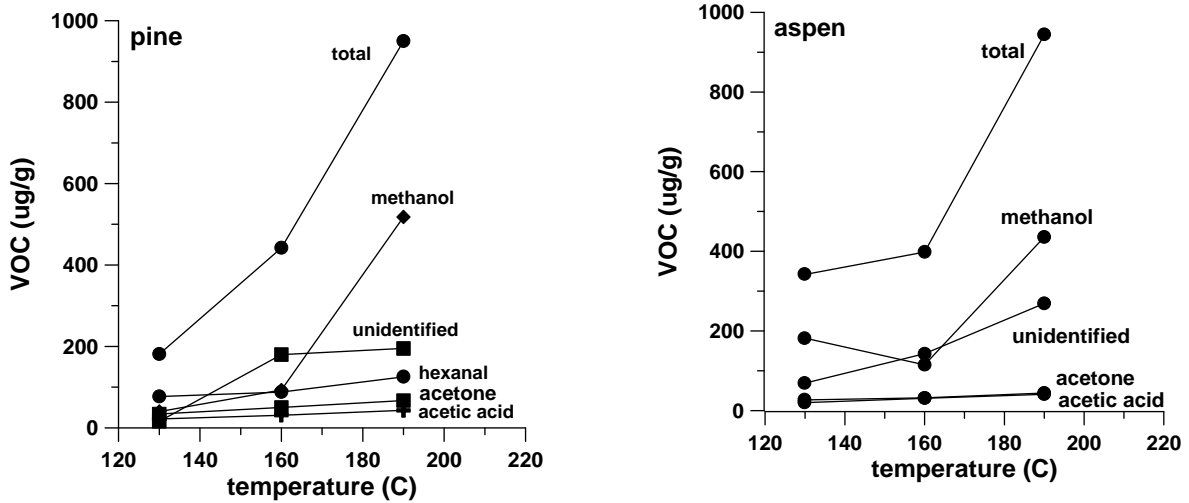 pine
1000
800
600
400
200
0
VOC (ug/g)
total
methanol
unidentified
hexanal
acetone
acetic acid
120 140 160 180 200 220
temperature (C)
aspen
1000
800
600
400
200
0
VOC (ug/g)
total
methanol
unidentified
acetone
acetic acid
120 140 160 180 200 220
temperature (C)